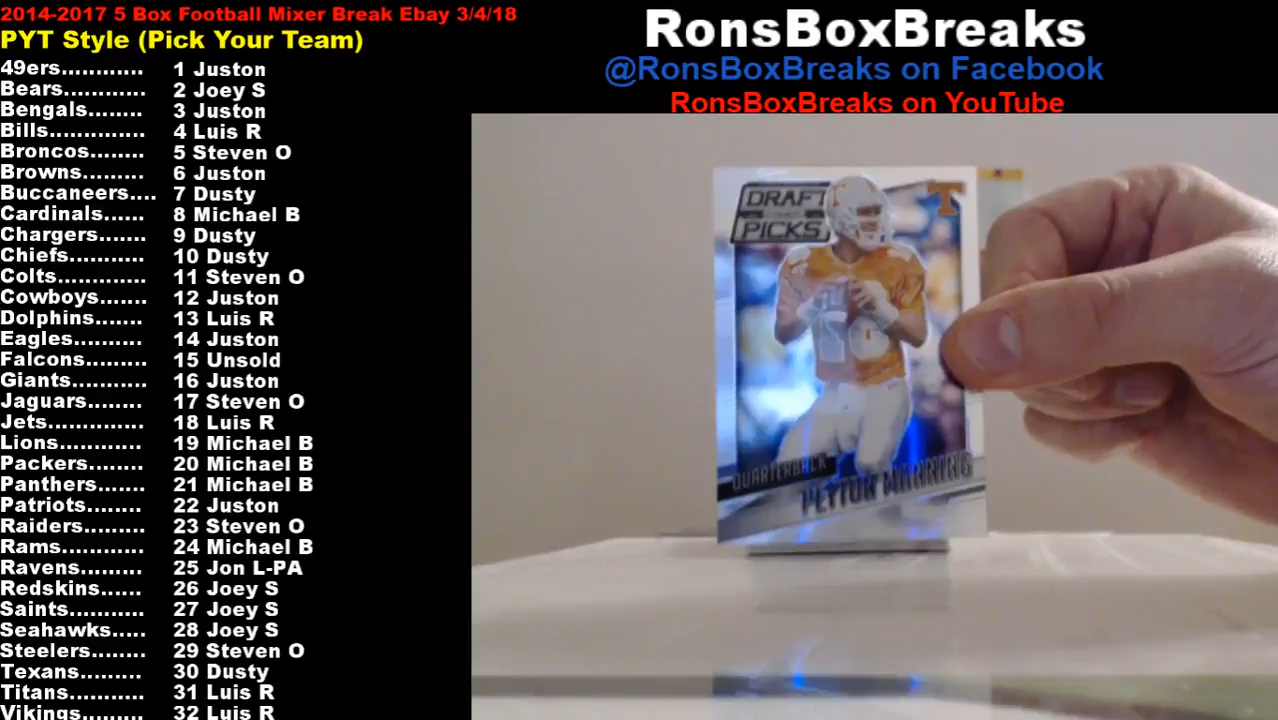 2014-2017 5 Box Football Mixer Break Ebay 3/4/18
PYT Style (Pick Your Team)
49ers............ 1 Juston
Bears............ 2 Joey S
Bengals........ 3 Juston
Bills.............. 4 Luis R
Broncos........ 5 Steven O
Browns......... 6 Juston
Buccaneers.... 7 Dusty
Cardinals...... 8 Michael B
Chargers....... 9 Dusty
Chiefs........... 10 Dusty
Colts............. 11 Steven O
Cowboys....... 12 Juston
Dolphins....... 13 Luis R
Eagles.......... 14 Juston
Falcons......... 15 Unsold
Giants........... 16 Juston
Jaguars........ 17 Steven O
Jets.............. 18 Luis R
Lions............ 19 Michael B
Packers........ 20 Michael B
Panthers....... 21 Michael B
Patriots........ 22 Juston
Raiders........ 23 Steven O
Rams............ 24 Michael B
Ravens......... 25 Jon L-PA
Redskins...... 26 Joey S
Saints........... 27 Joey S
Seahawks..... 28 Joey S
Steelers........ 29 Steven O
Texans......... 30 Dusty
Titans........... 31 Luis R
Vikings......... 32 Luis R
RonsBoxBreaks
@RonsBoxBreaks on Facebook
RonsBoxBreaks on YouTube
DRAFT
PICKS
T
18
QUARTERBACK
PEYTON MANNING